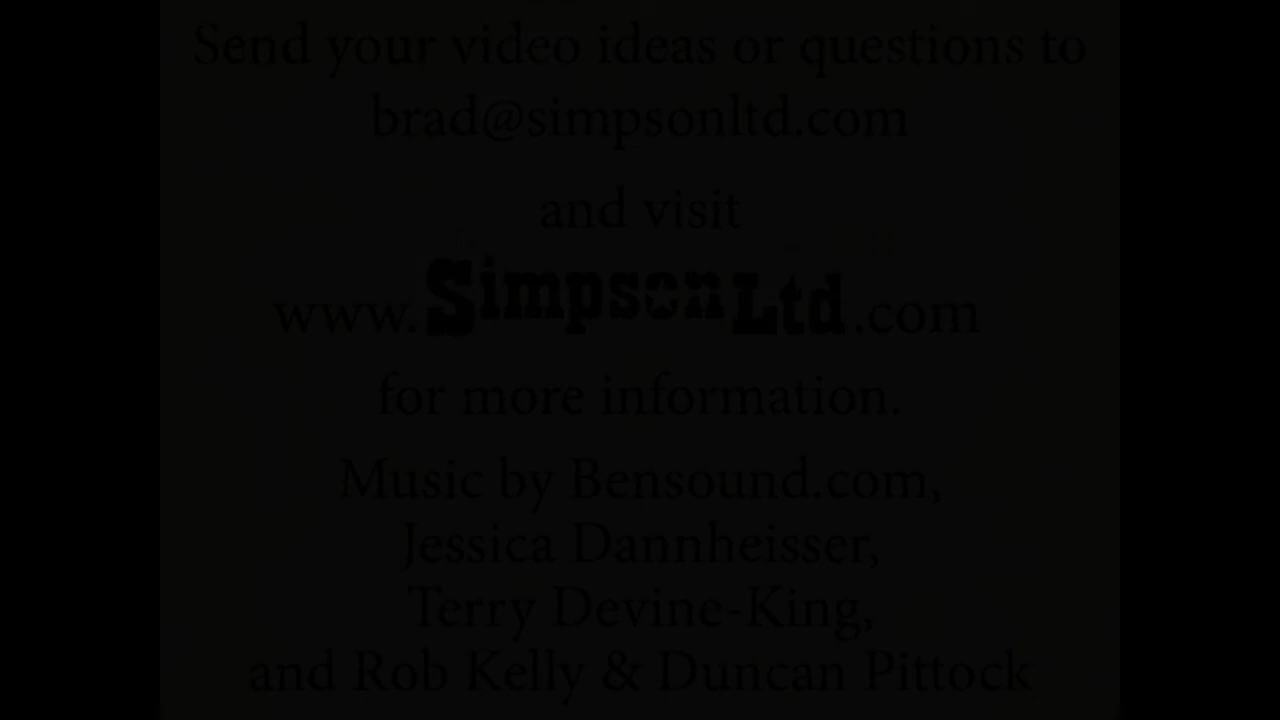 Send your video ideas or questions to
brad@simpsonltd.com
and visit
www.SimpsonLtd.com
for more information.
Music by Bensound.com,
Jessica Dannheisser,
Terry Devine-King,
and Rob Kelly & Duncan Pittock